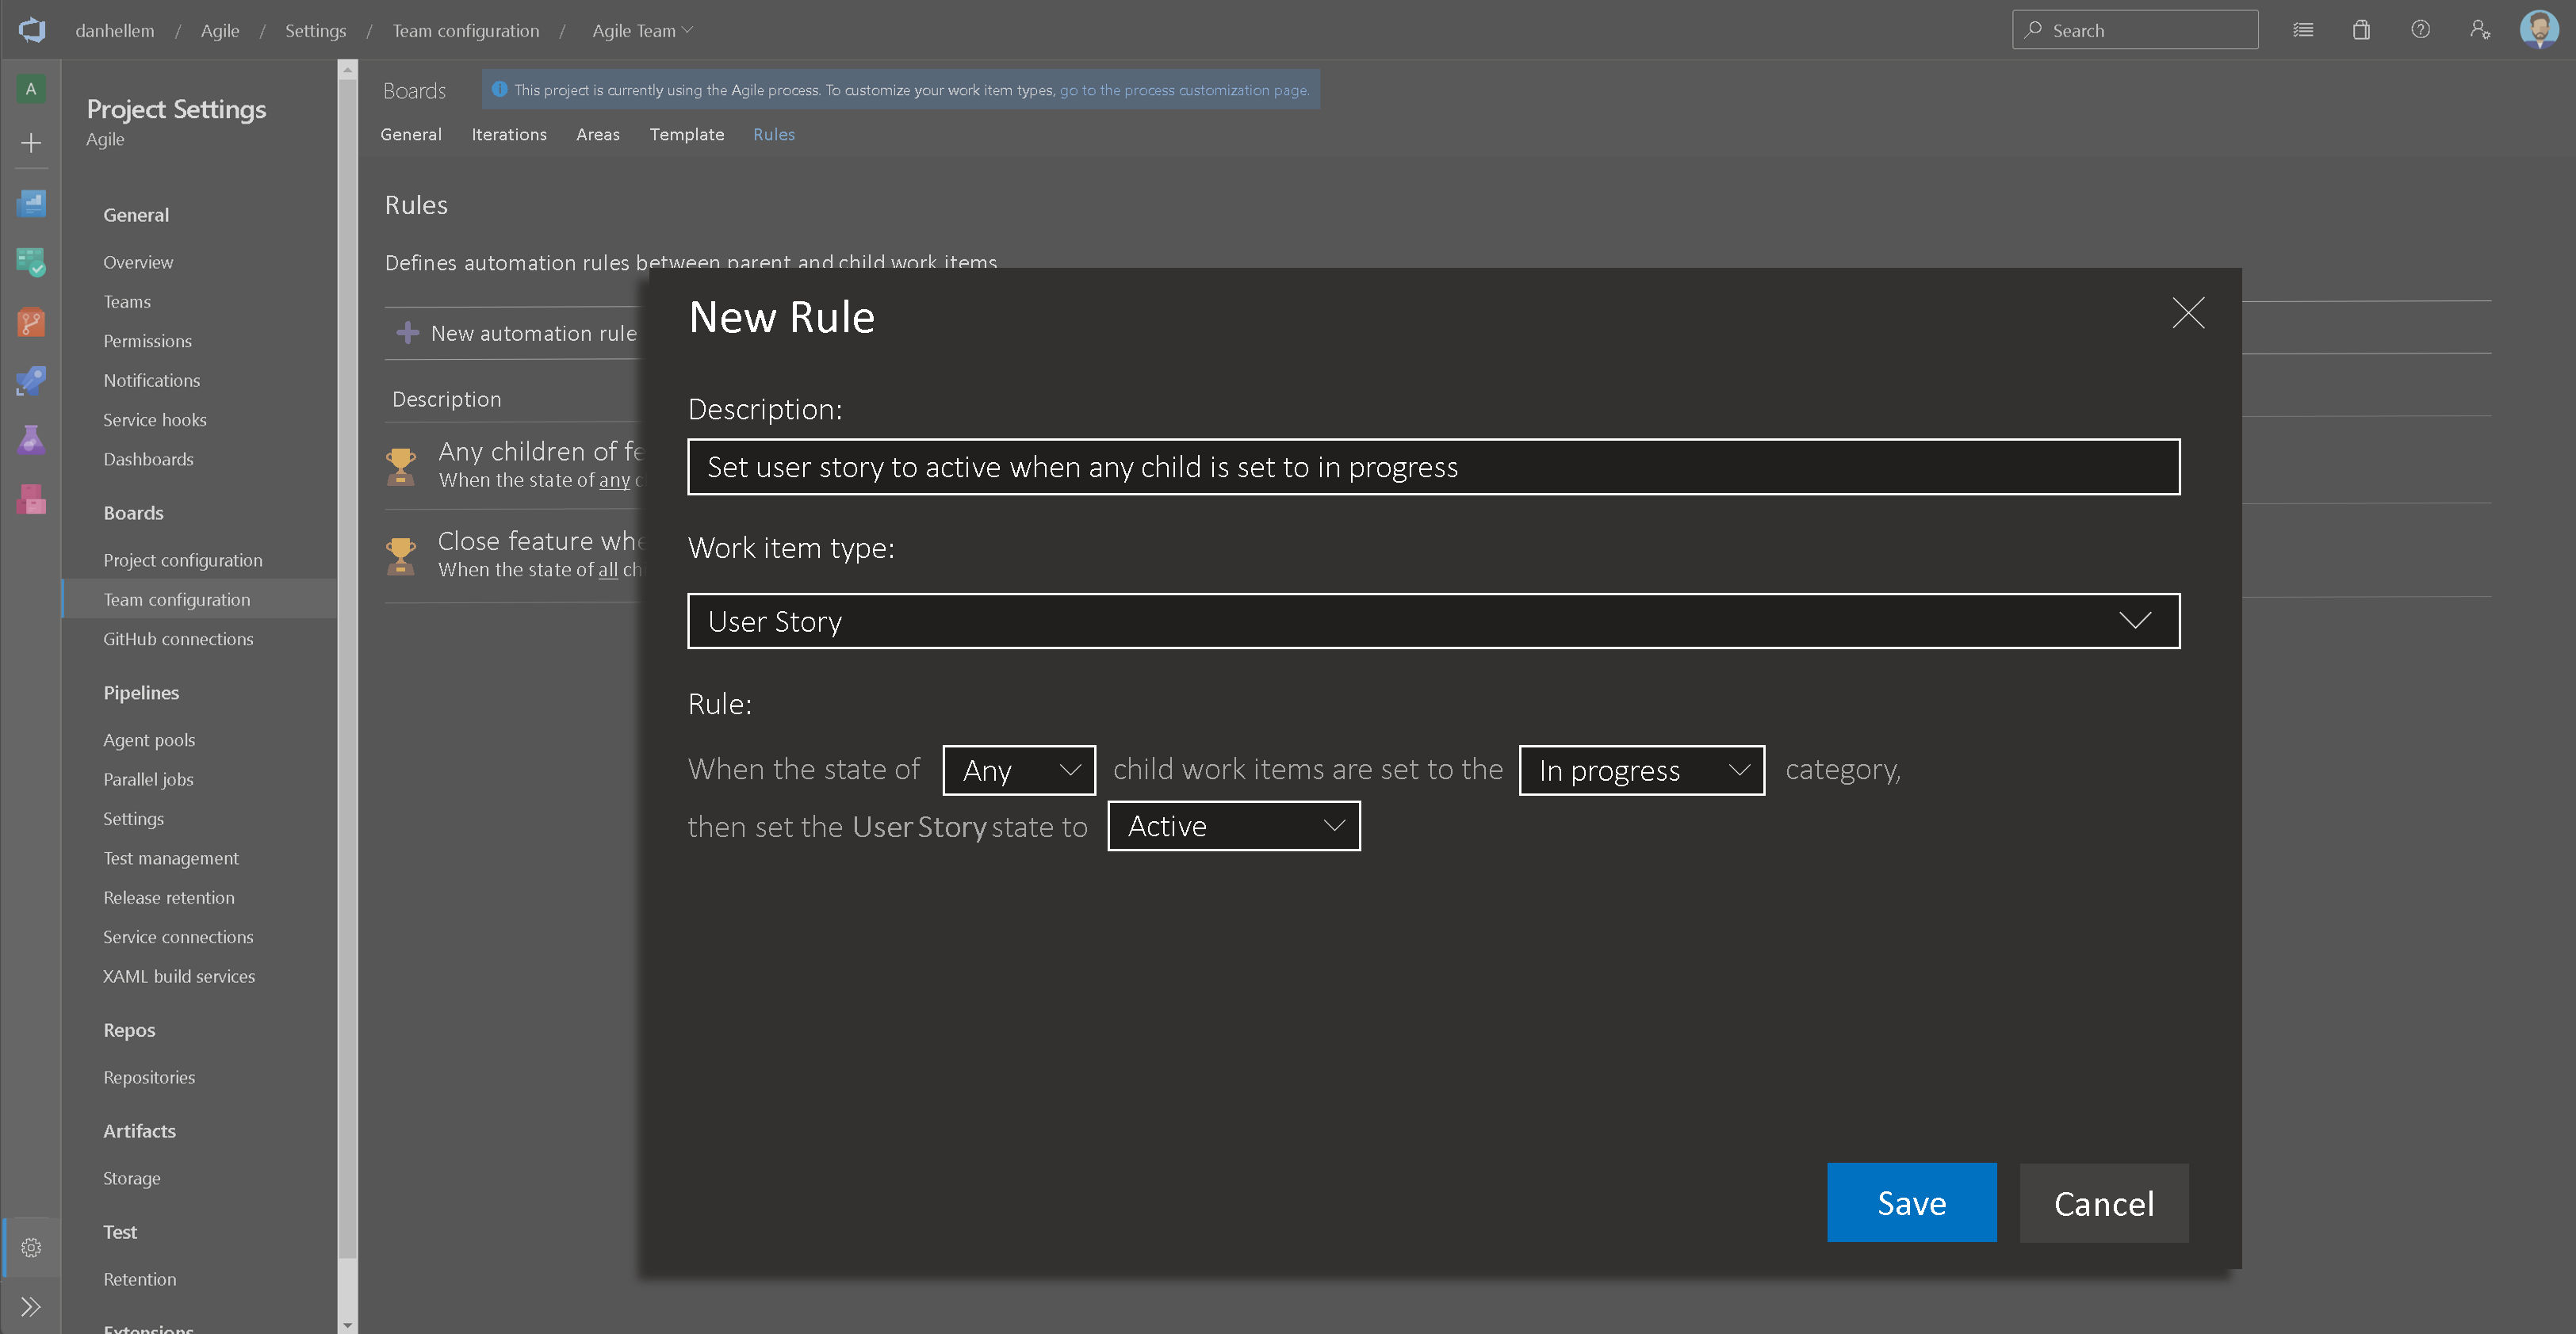 danhellem / Agile / Settings / Team configuration / Agile Team
Search
A
Project Settings
Agile
General
Overview
Teams
Permissions
Notifications
Service hooks
Dashboards
Boards
Project configuration
Team configuration
GitHub connections
Pipelines
Agent pools
Parallel jobs
Settings
Test management
Release retention
Service connections
XAML build services
Repos
Repositories
Artifacts
Storage
Test
Retention
Extensions
Boards
This project is currently using the Agile process. To customize your work item types, go to the process customization page.
General Iterations Areas Template Rules
Rules
Defines automation rules between parent and child work items
New automation rule
Description
Any children of fe
When the state of any c
Close feature whe
When the state of all ch
New Rule
Description:
Set user story to active when any child is set to in progress
Work item type:
User Story
Rule:
When the state of Any child work items are set to the In progress category,
then set the User Story state to Active
Save Cancel